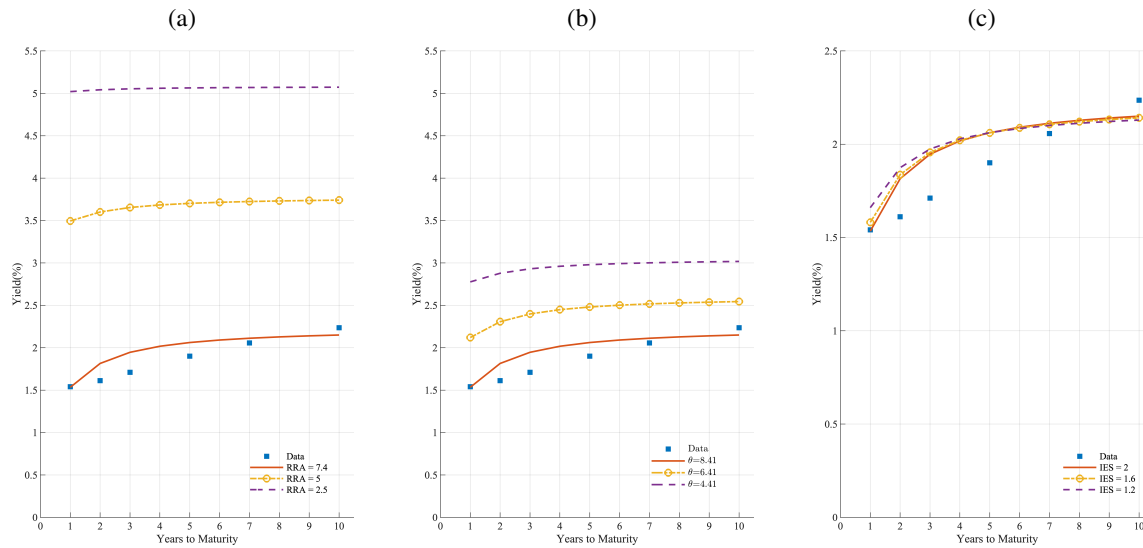 (a)
5.5
5
4.5
4
3.5
3
2.5
2
1.5
1
0.5
0
Yield(%)
Data
RRA = 7.4
RRA = 5
RRA = 2.5
0 1 2 3 4 5 6 7 8 9 10
Years to Maturity
(b)
5.5
5
4.5
4
3.5
3
2.5
2
1.5
1
0.5
0
Yield(%)
Data
θ=8.41
θ=6.41
θ=4.41
0 1 2 3 4 5 6 7 8 9 10
Years to Maturity
(c)
2.5
2
1.5
1
0.5
0
Yield(%)
Data
IES = 2
IES = 1.6
IES = 1.2
0 1 2 3 4 5 6 7 8 9 10
Years to Maturity